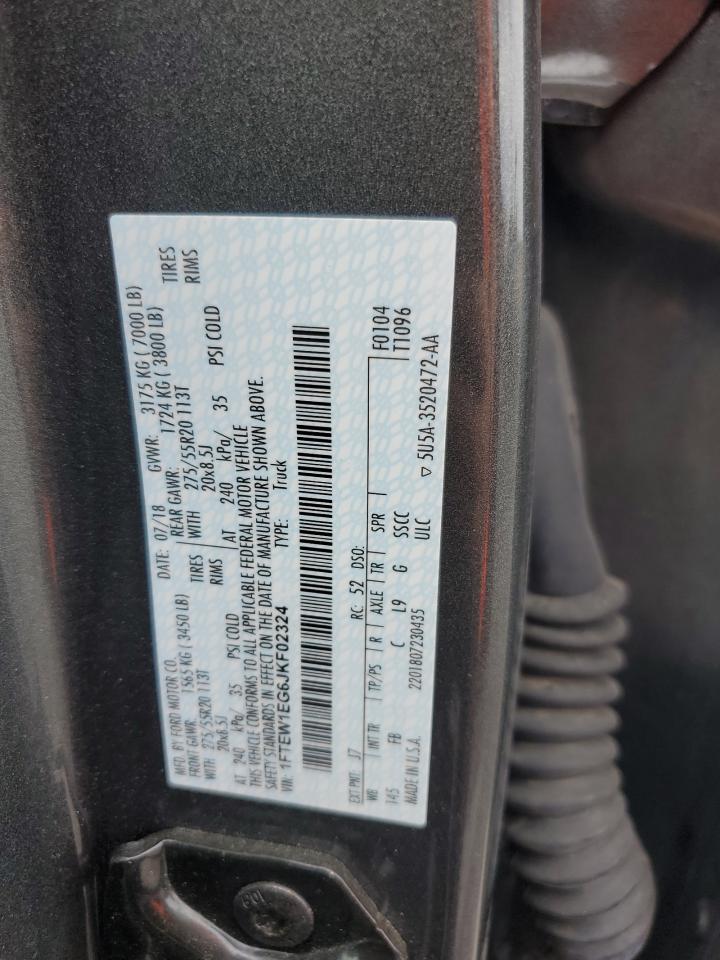 MFD. BY FORD MOTOR CO.
DATE: 07/18 GVWR: 3175 KG ( 7000 LB)
FRONT GAWR: 1565 KG ( 3450 LB) REAR GAWR: 1724 KG ( 3800 LB)
WITH 275/55R20 113T TIRES WITH 275/55R20 113T TIRES
20x8.5J RIMS 20x8.5J RIMS
AT 240 kPa/ 35 PSI COLD AT 240 kPa/ 35 PSI COLD
THIS VEHICLE CONFORMS TO ALL APPLICABLE FEDERAL MOTOR VEHICLE
SAFETY STANDARDS IN EFFECT ON THE DATE OF MANUFACTURE SHOWN ABOVE.
VIN: 1FTEW1EG6JKF02324 TYPE: Truck
EXT PNT: J7 RC: 52 DSO: F0104
WB INT TR TP/PS R AXLE TR SPR T1096
145 FB C L9 G SSCC
MADE IN U.S.A. 2201807230435 ULC ▽ 5U5A-3520472-AA